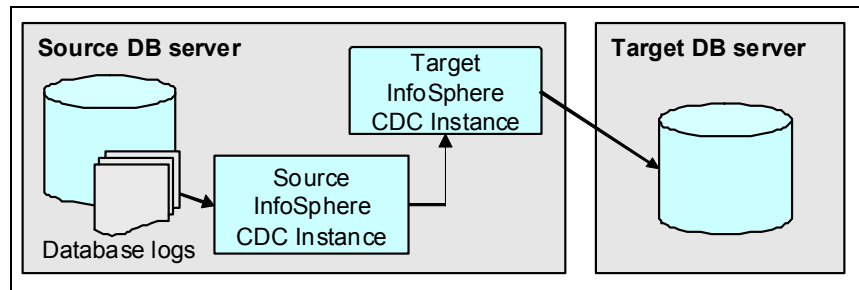 Source DB server
Target DB server
Target
InfoSphere
CDC Instance
Source
InfoSphere
CDC Instance
Database logs